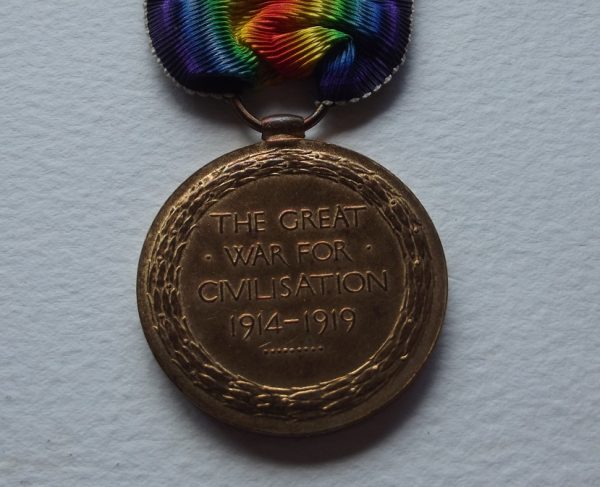 THE GREAT
· WAR FOR ·
CIVILISATION
1914–1919